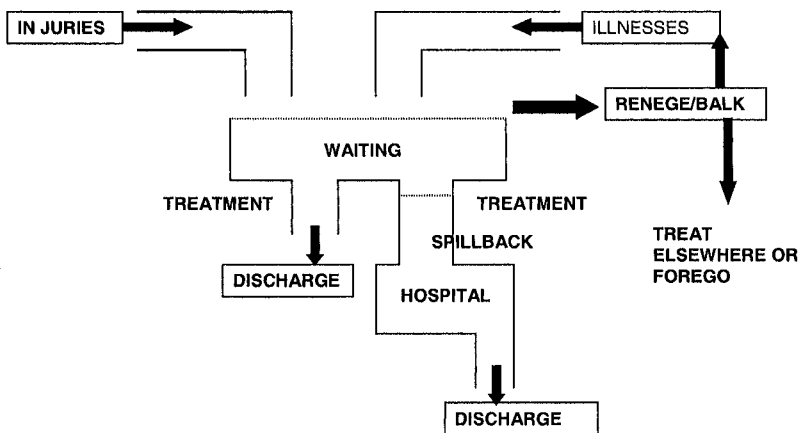 IN JURIES
ILLNESSES
RENEGE/BALK
WAITING
TREATMENT
TREATMENT
SPILLBACK
TREAT
ELSEWHERE OR
FOREGO
DISCHARGE
HOSPITAL
DISCHARGE